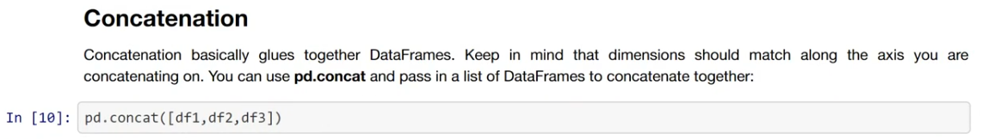 Concatenation
Concatenation basically glues together DataFrames. Keep in mind that dimensions should match along the axis you are
concatenating on. You can use pd.concat and pass in a list of DataFrames to concatenate together:
In [10]: pd.concat([df1,df2,df3])